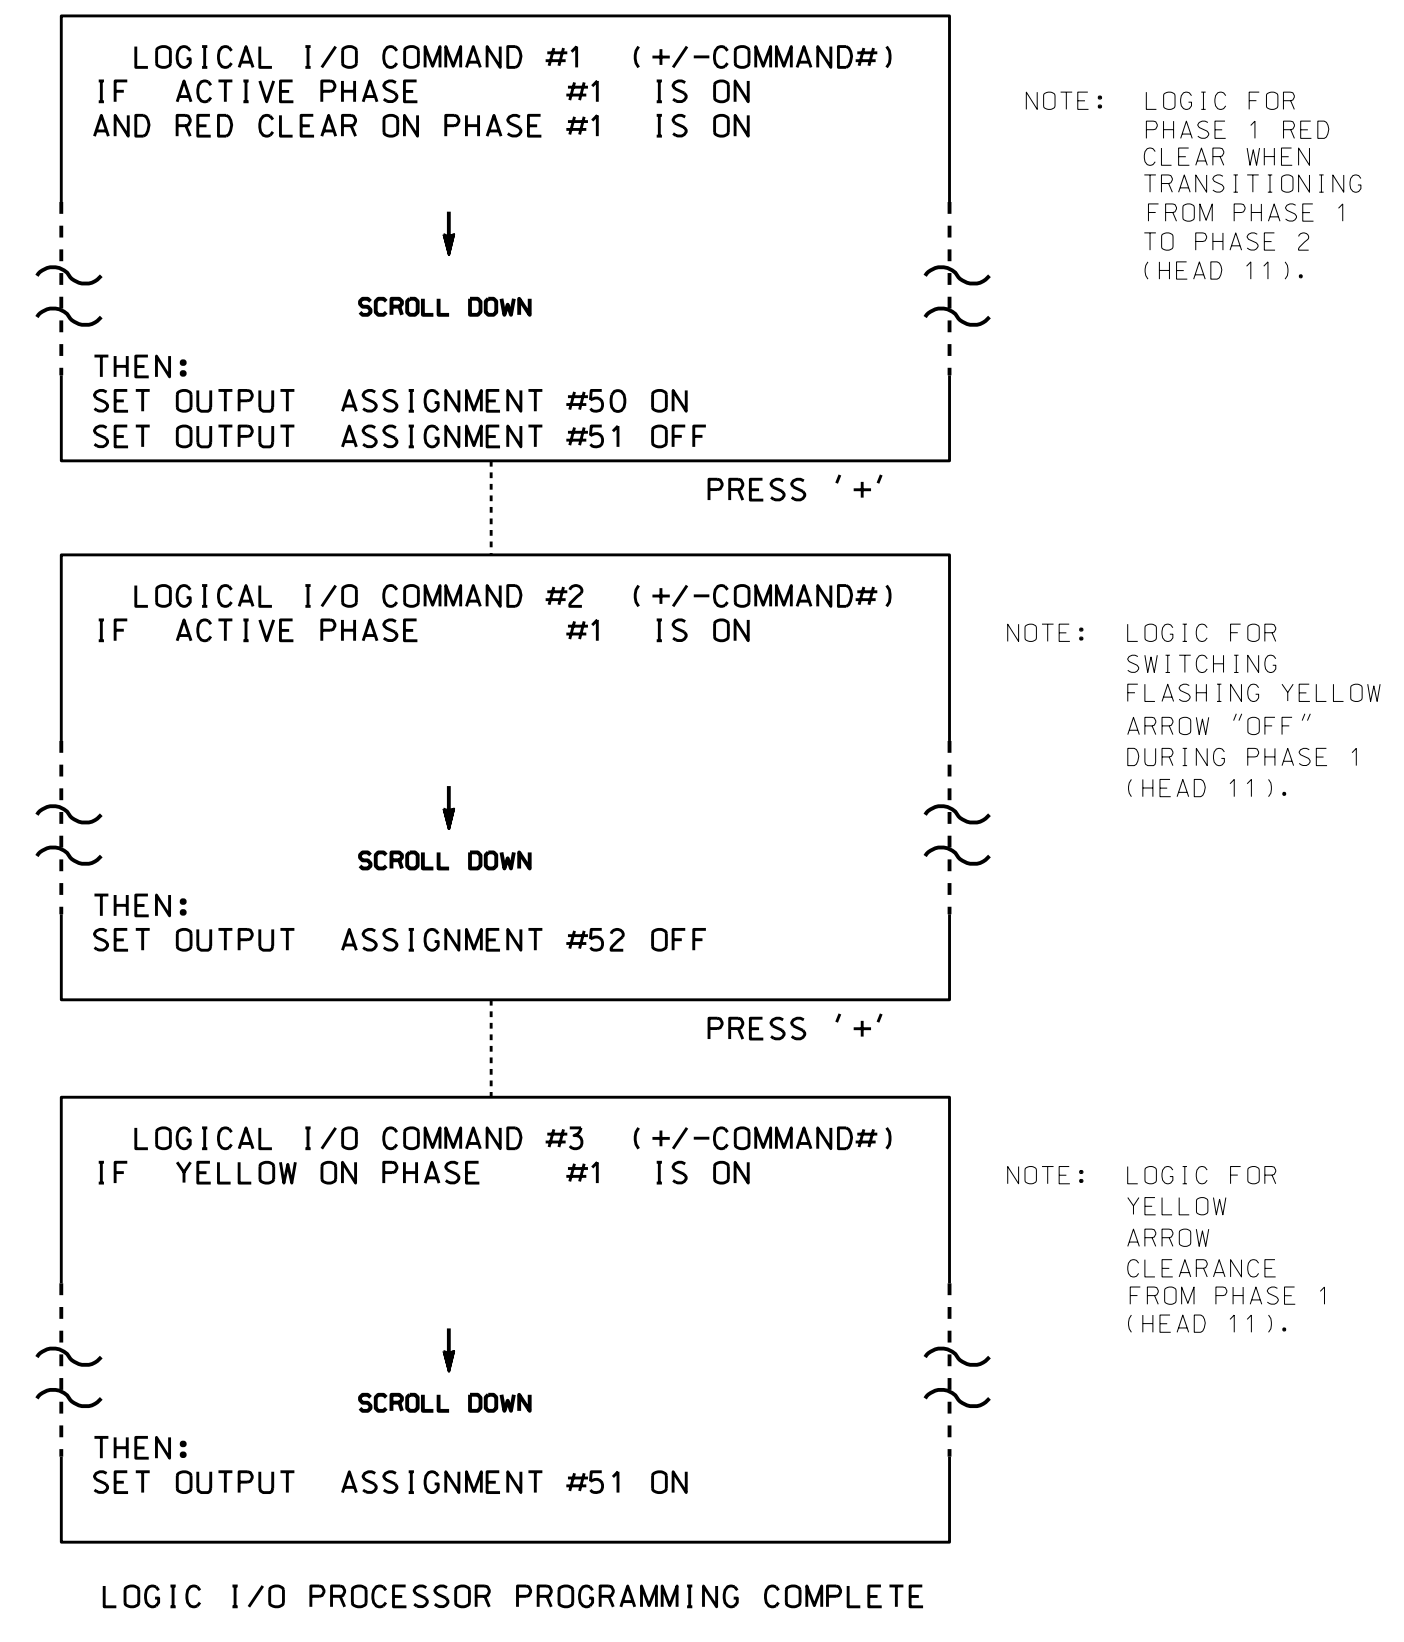 LOGICAL I/O COMMAND #1 (+/-COMMAND#)
IF ACTIVE PHASE #1 IS ON
AND RED CLEAR ON PHASE #1 IS ON
SCROLL DOWN
THEN:
SET OUTPUT ASSIGNMENT #50 ON
SET OUTPUT ASSIGNMENT #51 OFF
NOTE: LOGIC FOR
PHASE 1 RED
CLEAR WHEN
TRANSITIONING
FROM PHASE 1
TO PHASE 2
(HEAD 11).
PRESS '+'
LOGICAL I/O COMMAND #2 (+/-COMMAND#)
IF ACTIVE PHASE #1 IS ON
SCROLL DOWN
THEN:
SET OUTPUT ASSIGNMENT #52 OFF
NOTE: LOGIC FOR
SWITCHING
FLASHING YELLOW
ARROW "OFF"
DURING PHASE 1
(HEAD 11).
PRESS '+'
LOGICAL I/O COMMAND #3 (+/-COMMAND#)
IF YELLOW ON PHASE #1 IS ON
SCROLL DOWN
THEN:
SET OUTPUT ASSIGNMENT #51 ON
NOTE: LOGIC FOR
YELLOW
ARROW
CLEARANCE
FROM PHASE 1
(HEAD 11).
LOGIC I/O PROCESSOR PROGRAMMING COMPLETE